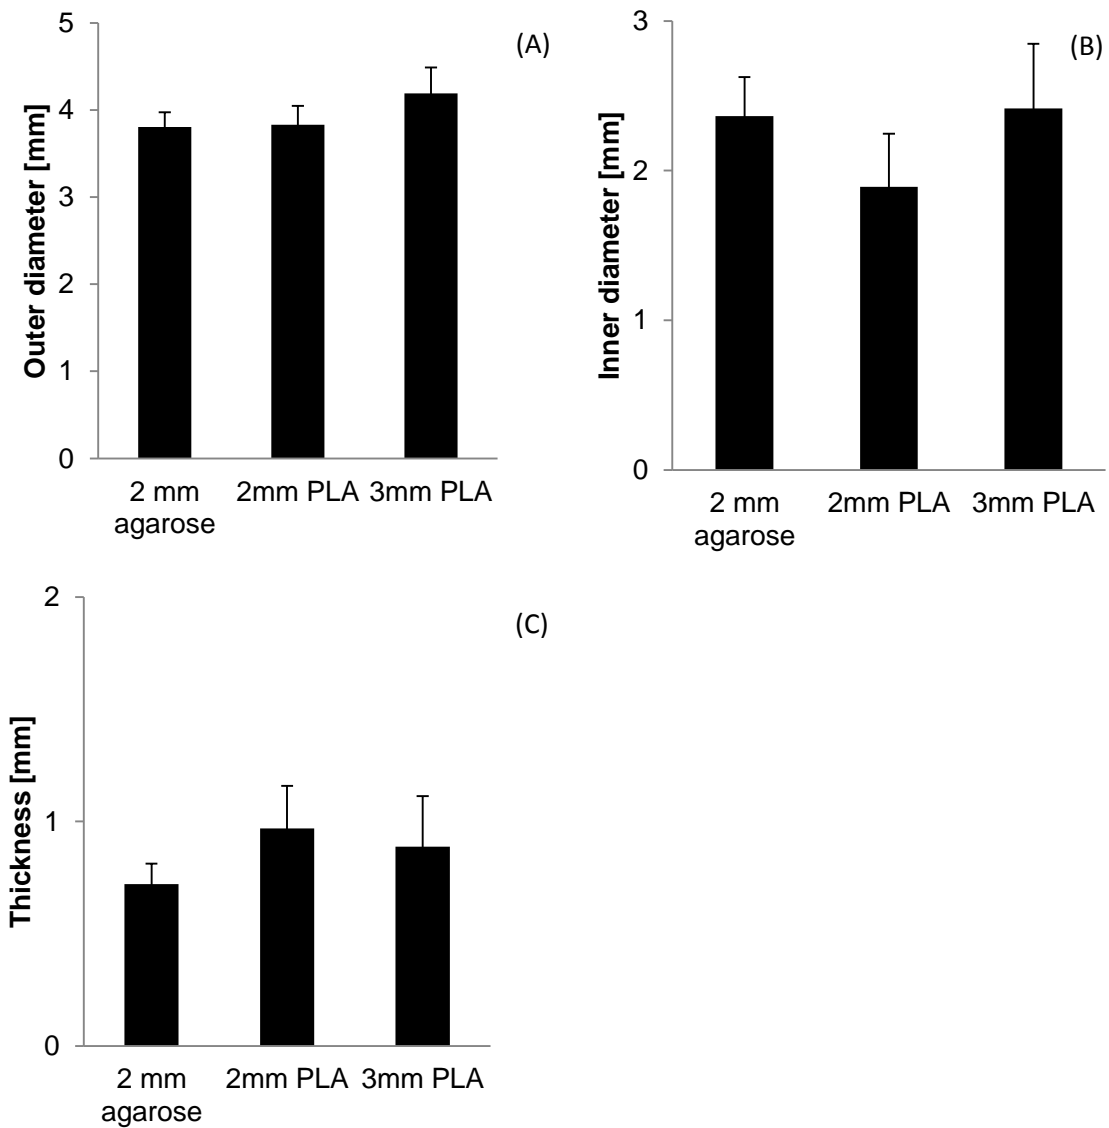 (A)
Outer diameter [mm]
5
4
3
2
1
0
2 mm
agarose
2mm PLA
3mm PLA
(B)
Inner diameter [mm]
3
2
1
0
2 mm
agarose
2mm PLA
3mm PLA
(C)
Thickness [mm]
2
1
0
2 mm
agarose
2mm PLA
3mm PLA